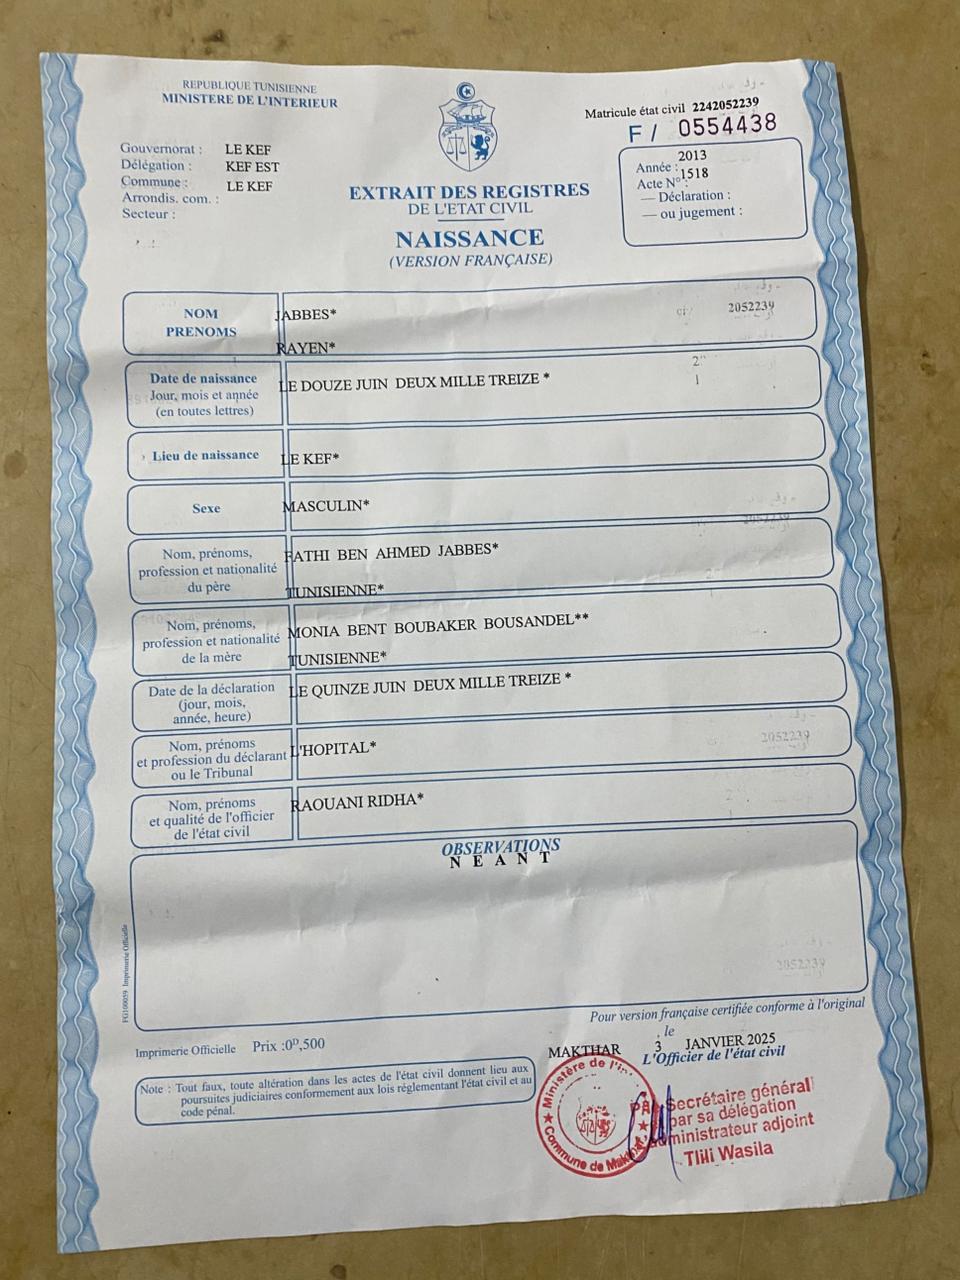 REPUBLIQUE TUNISIENNE
MINISTERE DE L'INTERIEUR
Gouvernorat : LE KEF
Délégation : KEF EST
Commune : LE KEF
Arrondis. com. :
Secteur :
EXTRAIT DES REGISTRES
DE L'ETAT CIVIL
NAISSANCE
(VERSION FRANÇAISE)
Matricule état civil 2242052239
F / 0554438
Année : 2013
Acte N° : 1518
— Déclaration :
— ou jugement :
NOM JABBES*
PRENOMS RAYEN*
2052239
Date de naissance
Jour, mois et année
(en toutes lettres)
LE DOUZE JUIN DEUX MILLE TREIZE *
Lieu de naissance LE KEF*
Sexe MASCULIN*
Nom, prénoms,
profession et nationalité
du père
FATHI BEN AHMED JABBES*
TUNISIENNE*
Nom, prénoms,
profession et nationalité
de la mère
MONIA BENT BOUBAKER BOUSANDEL**
TUNISIENNE*
Date de la déclaration
(jour, mois,
année, heure)
LE QUINZE JUIN DEUX MILLE TREIZE *
Nom, prénoms
et profession du déclarant
ou le Tribunal
L'HOPITAL*
2052239
Nom, prénoms
et qualité de l'officier
de l'état civil
RAOUANI RIDHA*
OBSERVATIONS
N E A N T
2052239
FG100059 Imprimerie Officielle
Pour version française certifiée conforme à l'original
Imprimerie Officielle Prix :0ᴰ,500
le
MAKTHAR 3 JANVIER 2025
L'Officier de l'état civil
Note : Tout faux, toute altération dans les actes de l'état civil donnent lieu aux
poursuites judiciaires conformement aux lois réglementant l'état civil et au
code pénal.
Ministère de l'
Commune de
Secrétaire général
par sa délégation
administrateur adjoint
Tlili Wasila